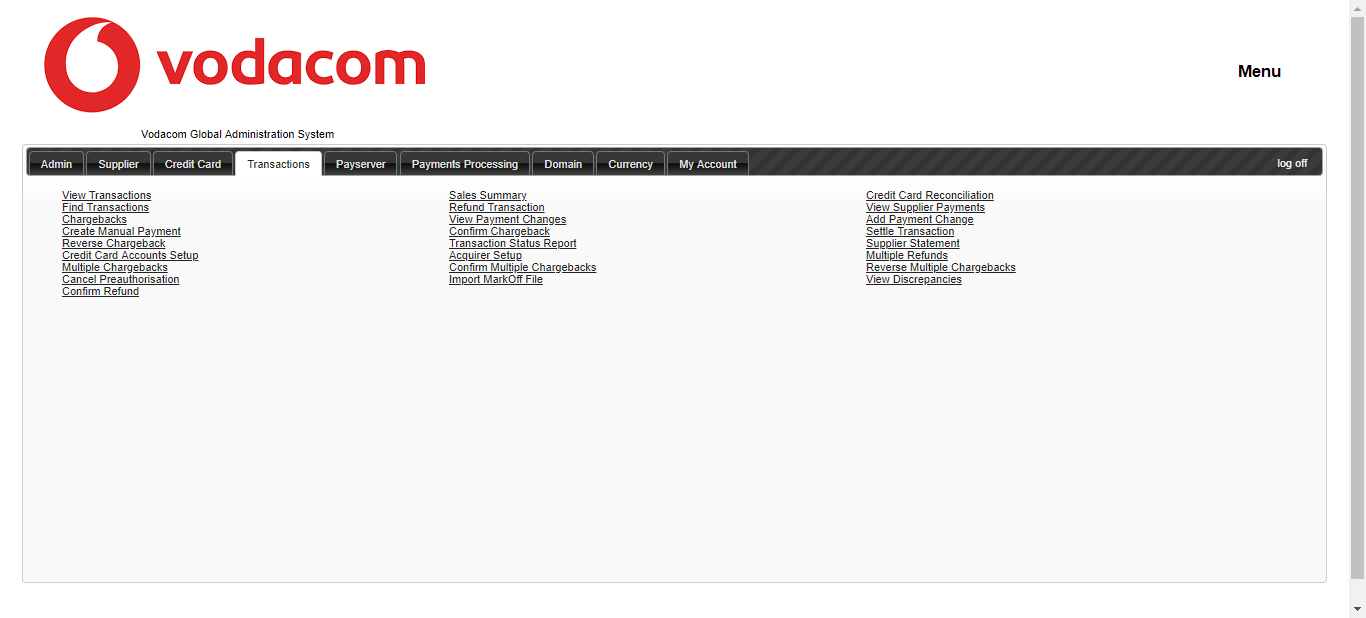 vodacom
Menu
Vodacom Global Administration System
Admin Supplier Credit Card Transactions Payserver Payments Processing Domain Currency My Account log off
View Transactions Sales Summary Credit Card Reconciliation
Find Transactions Refund Transaction View Supplier Payments
Chargebacks View Payment Changes Add Payment Change
Create Manual Payment Confirm Chargeback Settle Transaction
Reverse Chargeback Transaction Status Report Supplier Statement
Credit Card Accounts Setup Acquirer Setup Multiple Refunds
Multiple Chargebacks Confirm Multiple Chargebacks Reverse Multiple Chargebacks
Cancel Preauthorisation Import MarkOff File View Discrepancies
Confirm Refund